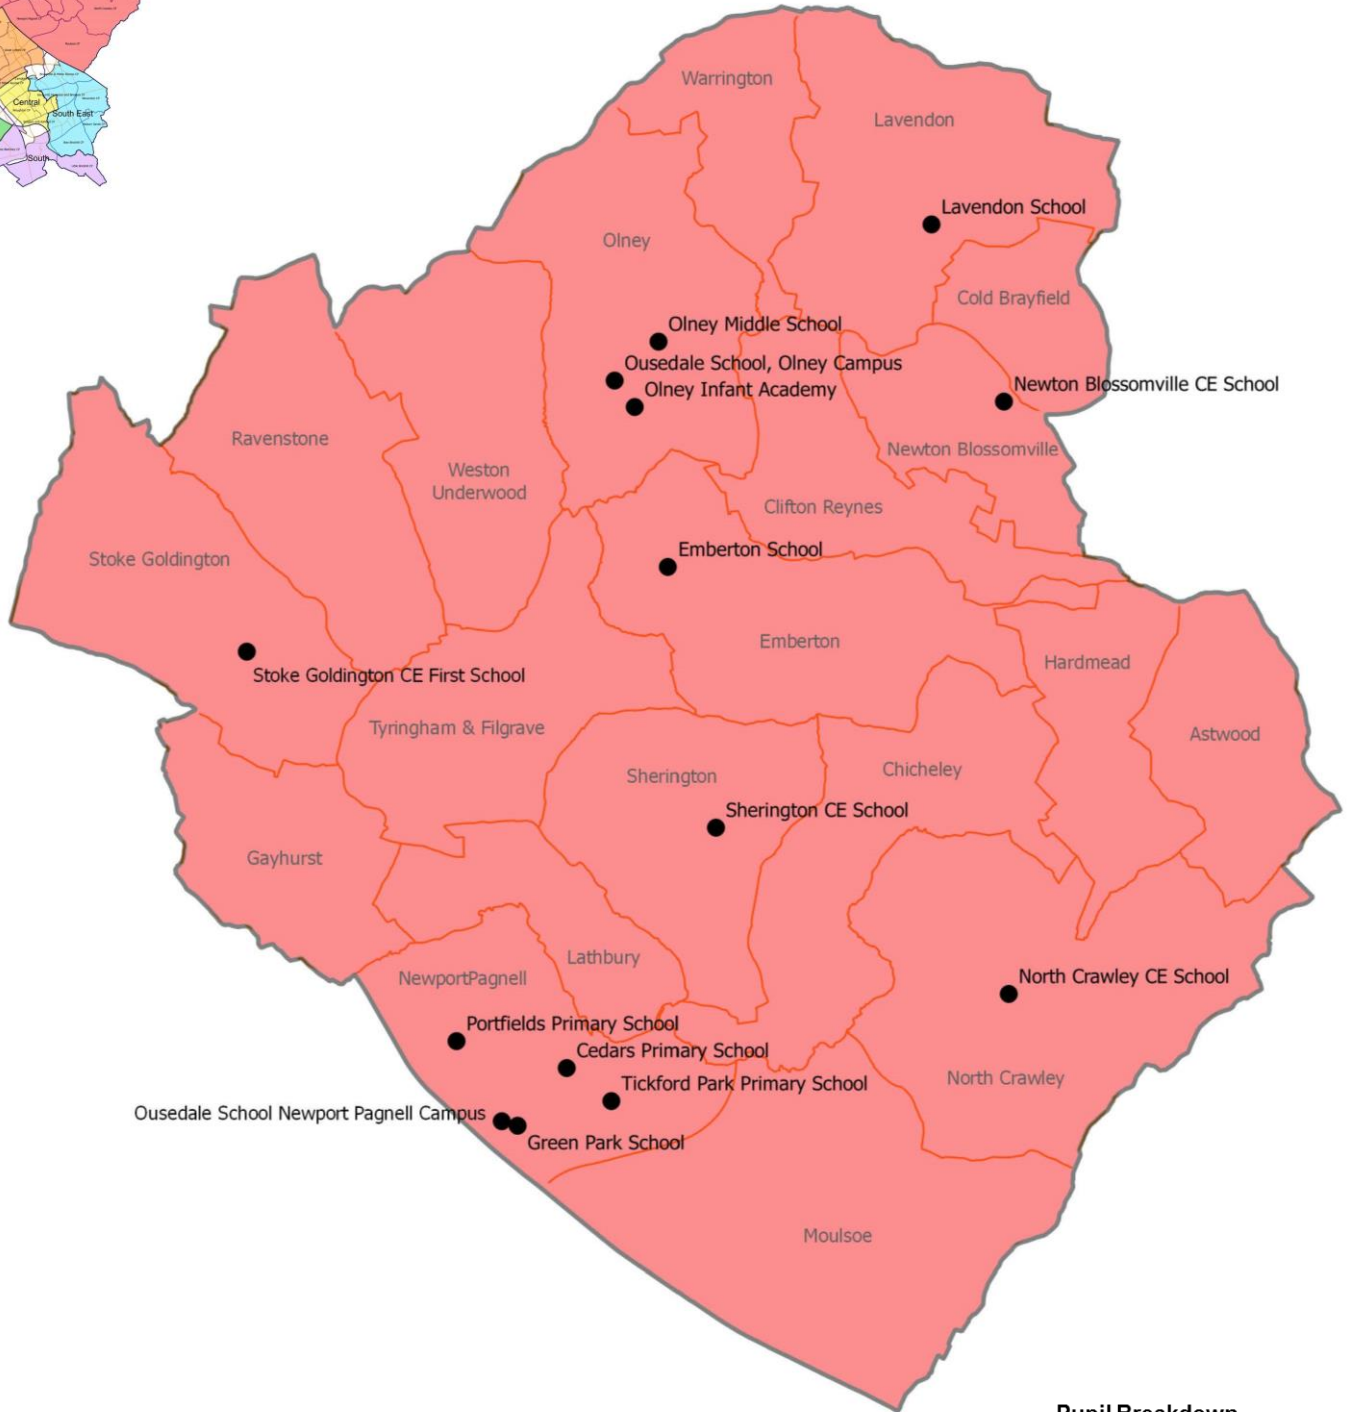 Central
South East
South
Warrington
Lavendon
Lavendon School
Olney
Cold Brayfield
Olney Middle School
Ousedale School, Olney Campus
Olney Infant Academy
Newton Blossomville CE School
Ravenstone
Newton Blossomville
Weston
Underwood
Clifton Reynes
Emberton School
Stoke Goldington
Emberton
Hardmead
Stoke Goldington CE First School
Tyringham & Filgrave
Astwood
Sherington
Chicheley
Sherington CE School
Gayhurst
Lathbury
NewportPagnell
North Crawley CE School
Portfields Primary School
Cedars Primary School
North Crawley
Tickford Park Primary School
Ousedale School Newport Pagnell Campus
Green Park School
Moulsoe
Pupil Breakdown